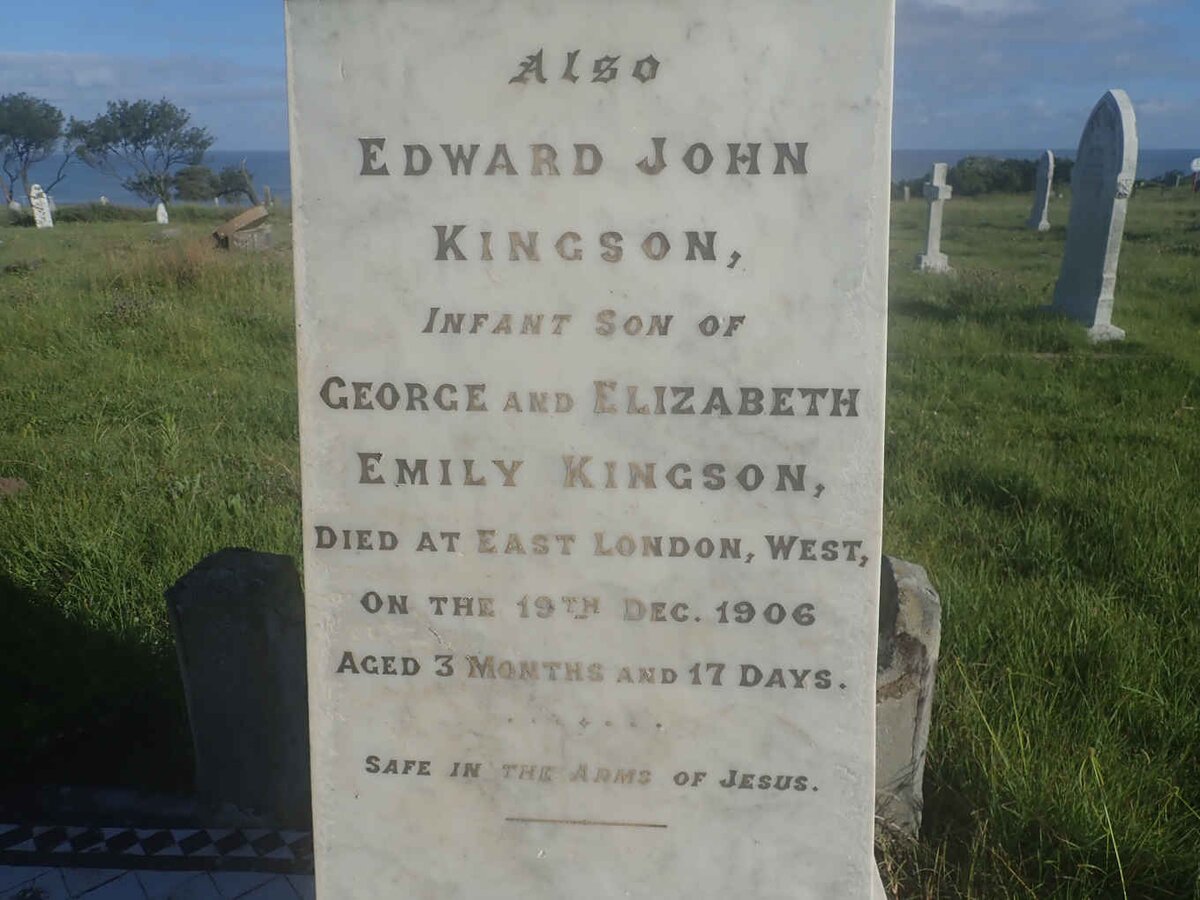 Also
EDWARD JOHN
KINGSON,
INFANT SON OF
GEORGE AND ELIZABETH
EMILY KINGSON,
DIED AT EAST LONDON, WEST,
ON THE 19TH DEC. 1906
AGED 3 MONTHS AND 17 DAYS.
SAFE IN THE ARMS OF JESUS.